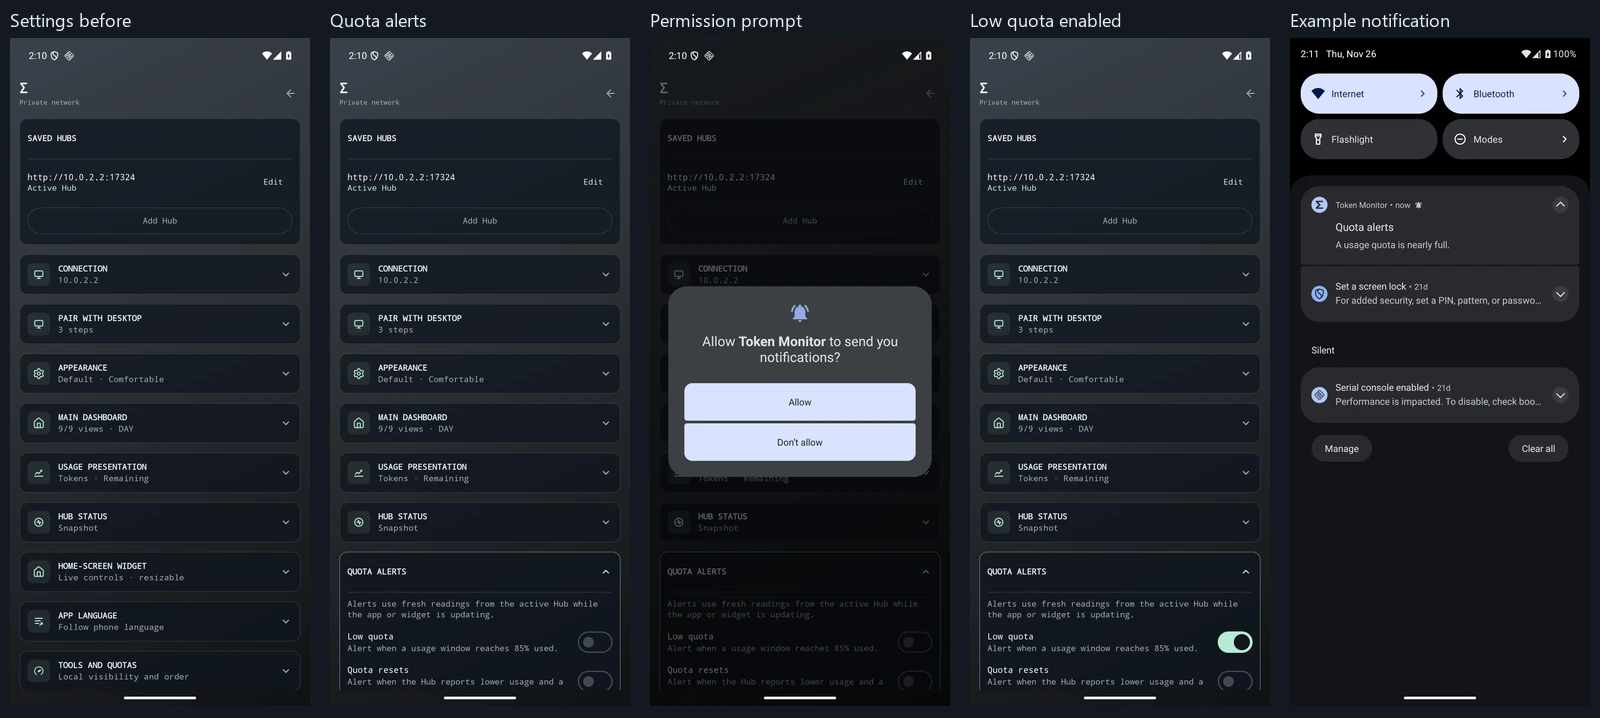 Settings before
2:10
Σ
Private network
SAVED HUBS
http://10.0.2.2:17324
Active Hub
Edit
Add Hub
CONNECTION
10.0.2.2
PAIR WITH DESKTOP
3 steps
APPEARANCE
Default · Comfortable
MAIN DASHBOARD
9/9 views · DAY
USAGE PRESENTATION
Tokens · Remaining
HUB STATUS
Snapshot
HOME-SCREEN WIDGET
Live controls · resizable
APP LANGUAGE
Follow phone language
TOOLS AND QUOTAS
Local visibility and order
Quota alerts
2:10
Σ
Private network
SAVED HUBS
http://10.0.2.2:17324
Active Hub
Edit
Add Hub
CONNECTION
10.0.2.2
PAIR WITH DESKTOP
3 steps
APPEARANCE
Default · Comfortable
MAIN DASHBOARD
9/9 views · DAY
USAGE PRESENTATION
Tokens · Remaining
HUB STATUS
Snapshot
QUOTA ALERTS
Alerts use fresh readings from the active Hub while
the app or widget is updating.
Low quota
Alert when a usage window reaches 85% used.
Quota resets
Alert when the Hub reports lower usage and a
Permission prompt
2:10
Σ
Private network
SAVED HUBS
http://10.0.2.2:17324
Active Hub
Edit
Add Hub
CONNECTION
10.0.2.2
Allow Token Monitor to send you
notifications?
Allow
Don't allow
Tokens · Remaining
HUB STATUS
Snapshot
QUOTA ALERTS
Alerts use fresh readings from the active Hub while
the app or widget is updating.
Low quota
Alert when a usage window reaches 85% used.
Quota resets
Alert when the Hub reports lower usage and a
Low quota enabled
2:10
Σ
Private network
SAVED HUBS
http://10.0.2.2:17324
Active Hub
Edit
Add Hub
CONNECTION
10.0.2.2
PAIR WITH DESKTOP
3 steps
APPEARANCE
Default · Comfortable
MAIN DASHBOARD
9/9 views · DAY
USAGE PRESENTATION
Tokens · Remaining
HUB STATUS
Snapshot
QUOTA ALERTS
Alerts use fresh readings from the active Hub while
the app or widget is updating.
Low quota
Alert when a usage window reaches 85% used.
Quota resets
Alert when the Hub reports lower usage and a
Example notification
2:11 Thu, Nov 26
100%
Internet
Bluetooth
Flashlight
Modes
Σ
Token Monitor • now
Quota alerts
A usage quota is nearly full.
Set a screen lock • 21d
For added security, set a PIN, pattern, or passwo…
Silent
Serial console enabled • 21d
Performance is impacted. To disable, check boo…
Manage
Clear all